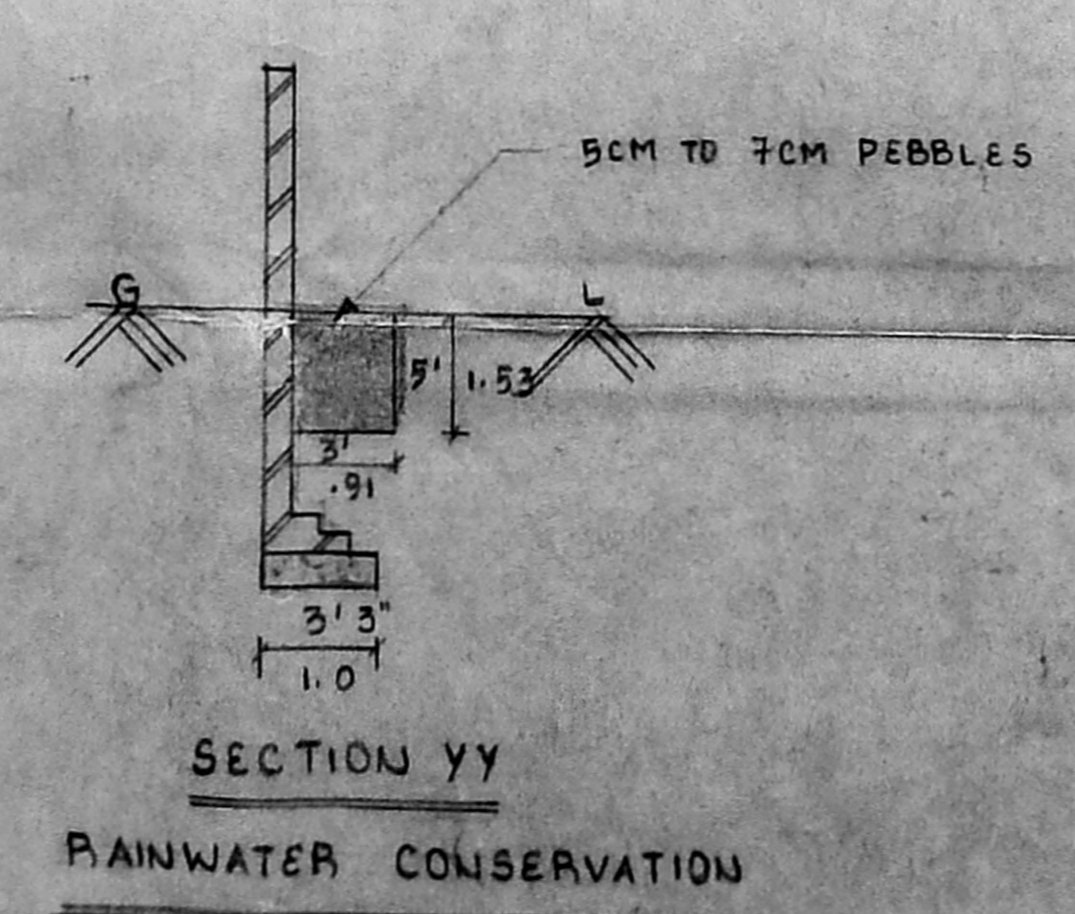 5CM TO 7CM PEBBLES
G L
5' 1.53
3'
.91
3' 3"
1.0
SECTION YY
RAINWATER CONSERVATION